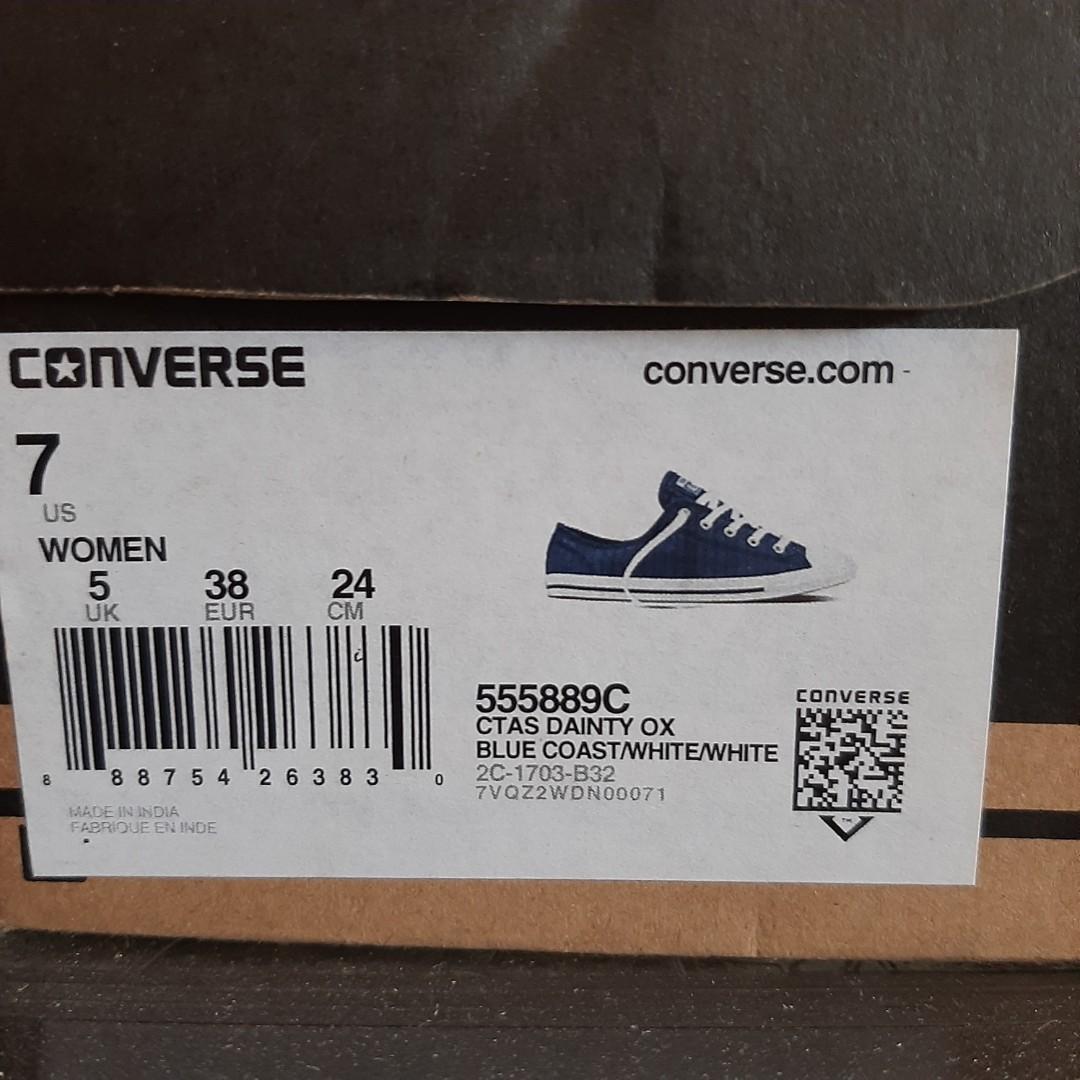 CONVERSE
converse.com
7
US
WOMEN
5 38 24
UK EUR CM
8 88754 26383 0
MADE IN INDIA
FABRIQUE EN INDE
555889C
CTAS DAINTY OX
BLUE COAST/WHITE/WHITE
2C-1703-B32
7VQZ2WDN00071
CONVERSE
TM